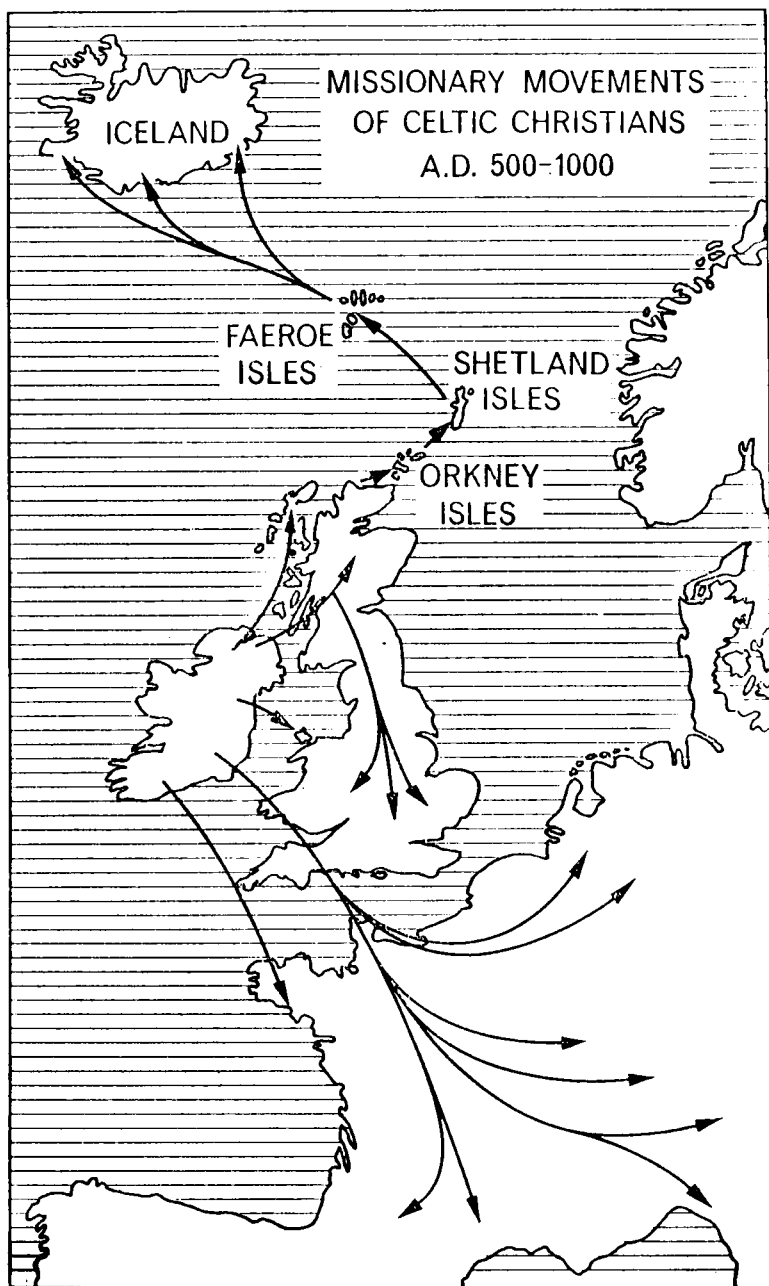 MISSIONARY MOVEMENTS
OF CELTIC CHRISTIANS
A.D. 500-1000
ICELAND
FAEROE
ISLES
SHETLAND
ISLES
ORKNEY
ISLES